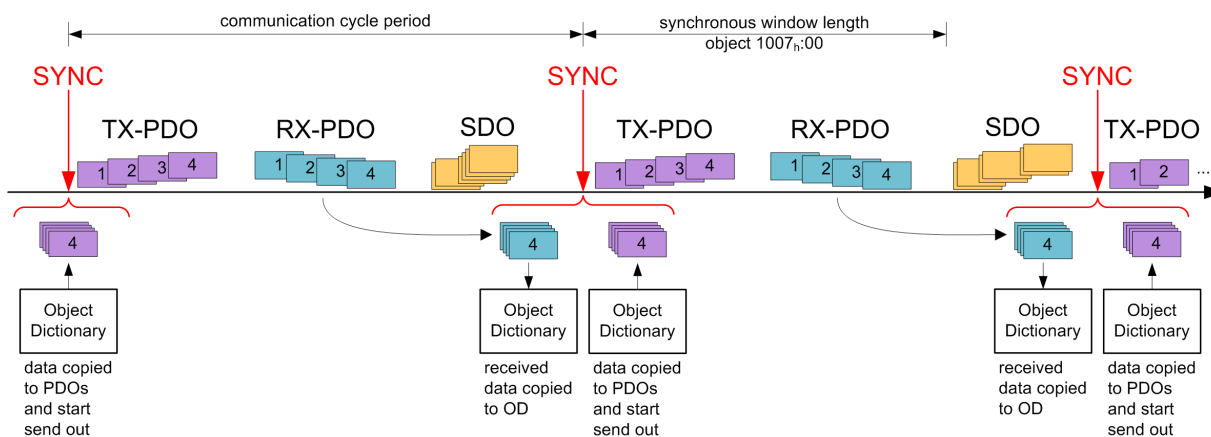 communication cycle period
synchronous window length
object 1007h:00
SYNC
SYNC
SYNC
TX-PDO
RX-PDO
SDO
TX-PDO
RX-PDO
SDO
TX-PDO
1 2 3 4
1 2 3 4
1 2 3 4
1 2 3 4
1 2 ...
4
4
4
4
4
Object
Dictionary
data copied
to PDOs
and start
send out
Object
Dictionary
received
data copied
to OD
Object
Dictionary
data copied
to PDOs
and start
send out
Object
Dictionary
received
data copied
to OD
Object
Dictionary
data copied
to PDOs
and start
send out